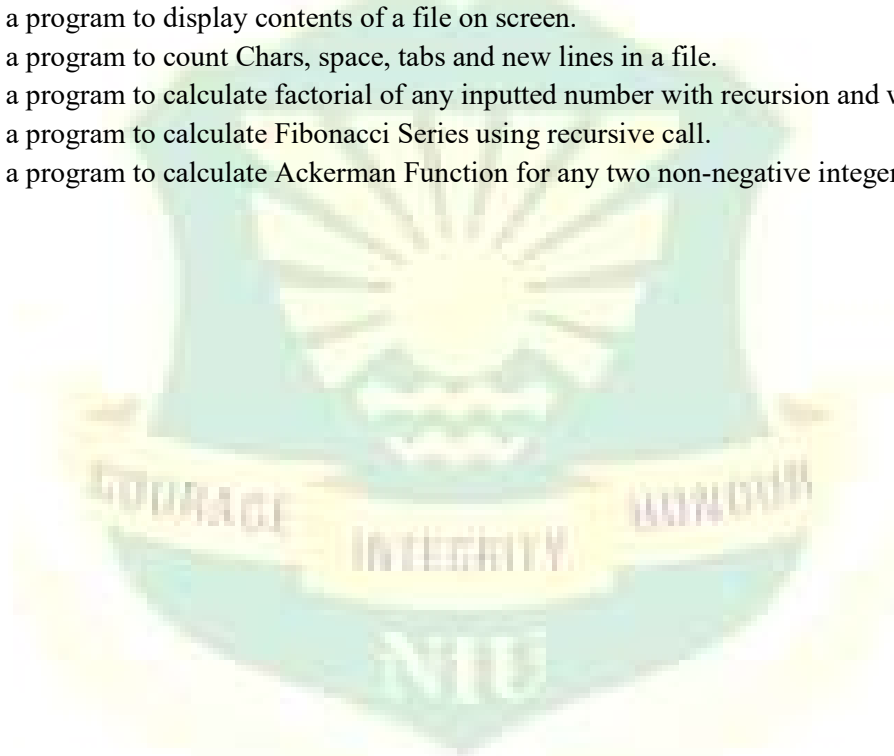 a program to display contents of a file on screen.
a program to count Chars, space, tabs and new lines in a file.
a program to calculate factorial of any inputted number with recursion and
a program to calculate Fibonacci Series using recursive call.
a program to calculate Ackerman Function for any two non-negative integer
COURAGE
INTEGRITY
HONOUR
NIU